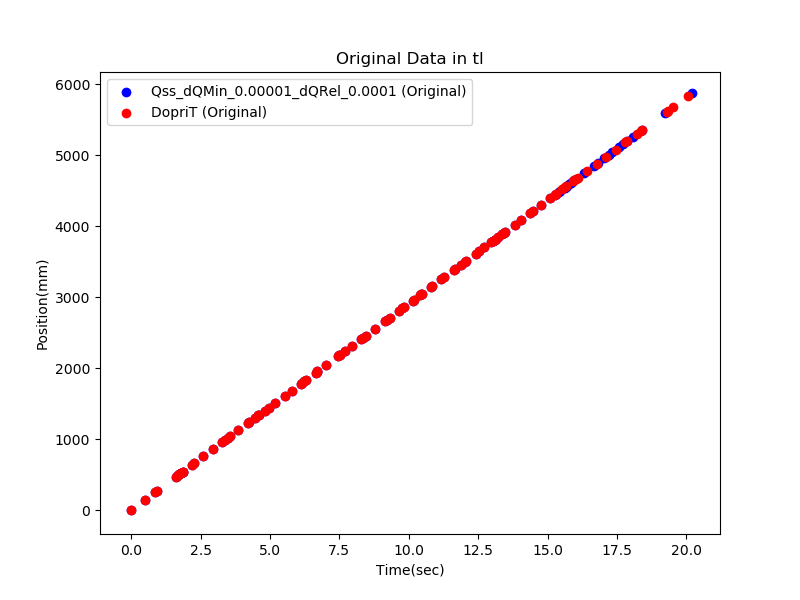 Original Data in tl
Qss_dQMin_0.00001_dQRel_0.0001 (Original)
DopriT (Original)
6000
5000
4000
3000
2000
1000
0
Position(mm)
0.0 2.5 5.0 7.5 10.0 12.5 15.0 17.5 20.0
Time(sec)